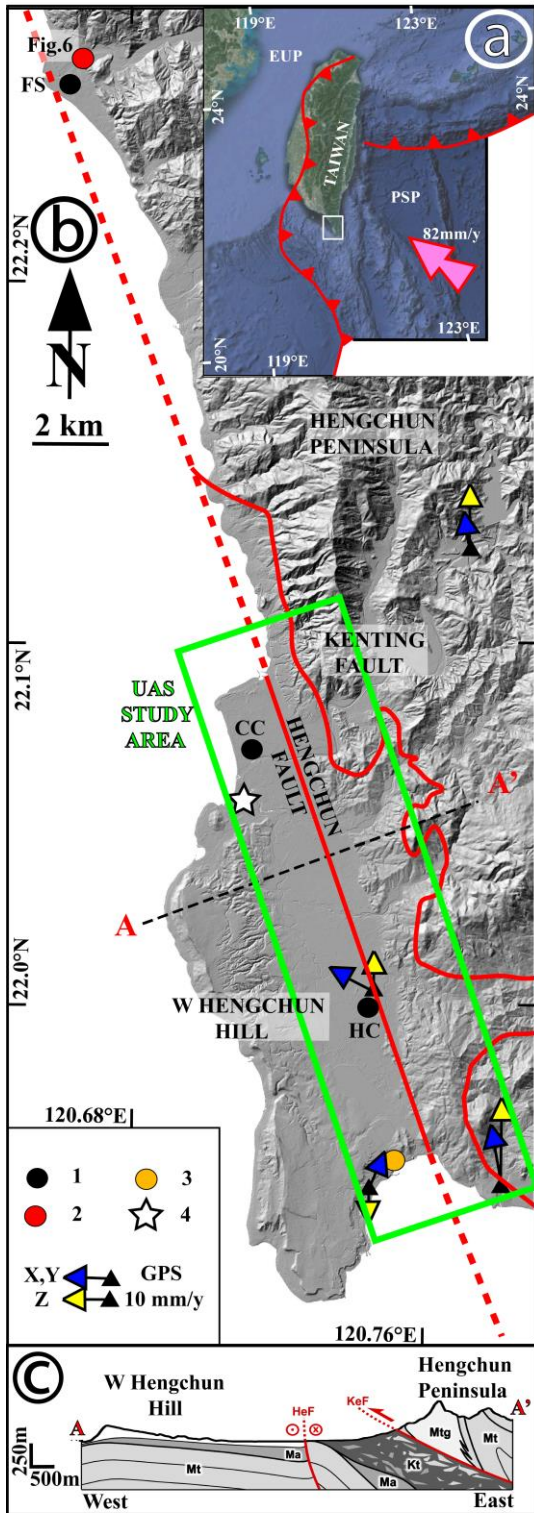 119°E
123°E
a
EUP
24°N
24°N
TAIWAN
PSP
82mm/y
123°E
119°E
20°N
Fig.6
FS
b
22.2°N
N
2 km
HENGCHUN
PENINSULA
22.1°N
KENTING
FAULT
UAS
STUDY
AREA
CC
HENGCHUN
FAULT
A'
A
22.0°N
W HENGCHUN
HILL
HC
120.68°E
1
3
2
4
X,Y
GPS
Z
10 mm/y
120.76°E
C
W Hengchun
Hill
Hengchun
Peninsula
A
HeF
KeF
A'
250m
500m
Mt
Ma
Ma
Kt
Mtg
Mt
West
East